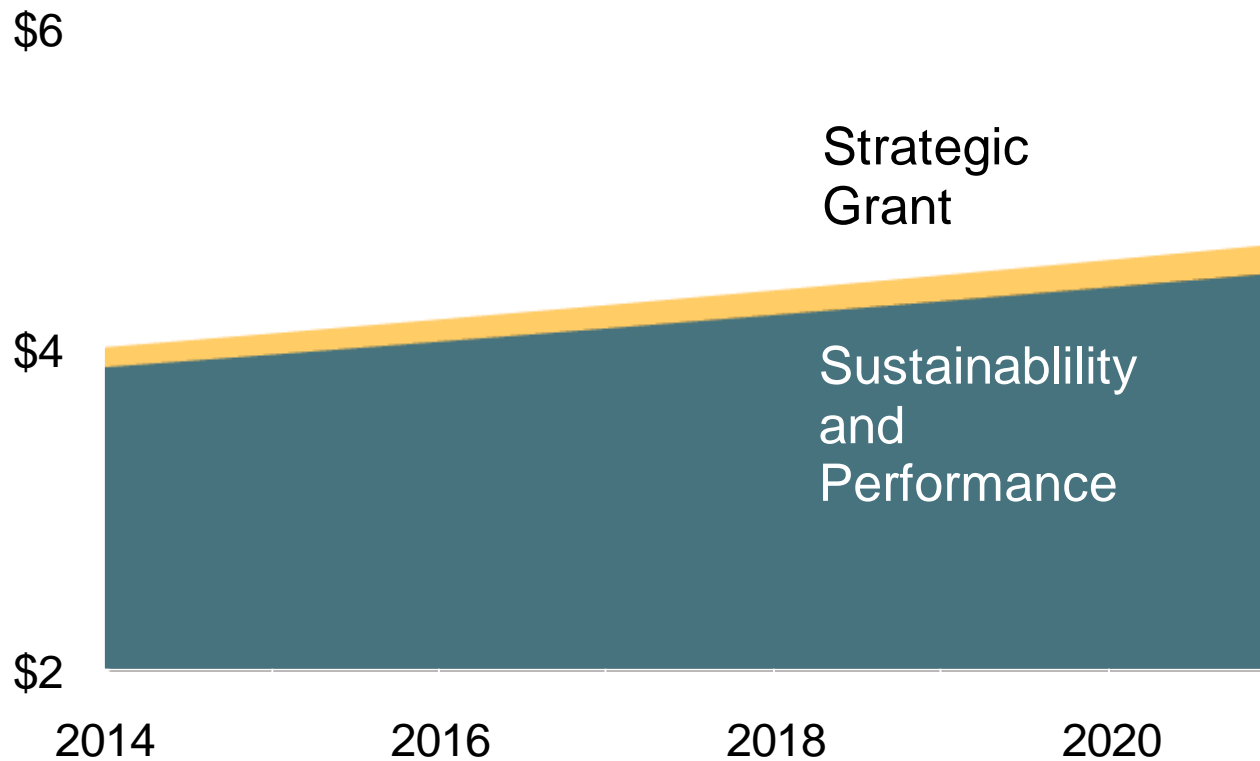 $6
Strategic
Grant
$4
Sustainablility
and
Performance
$2
2014 2016 2018 2020